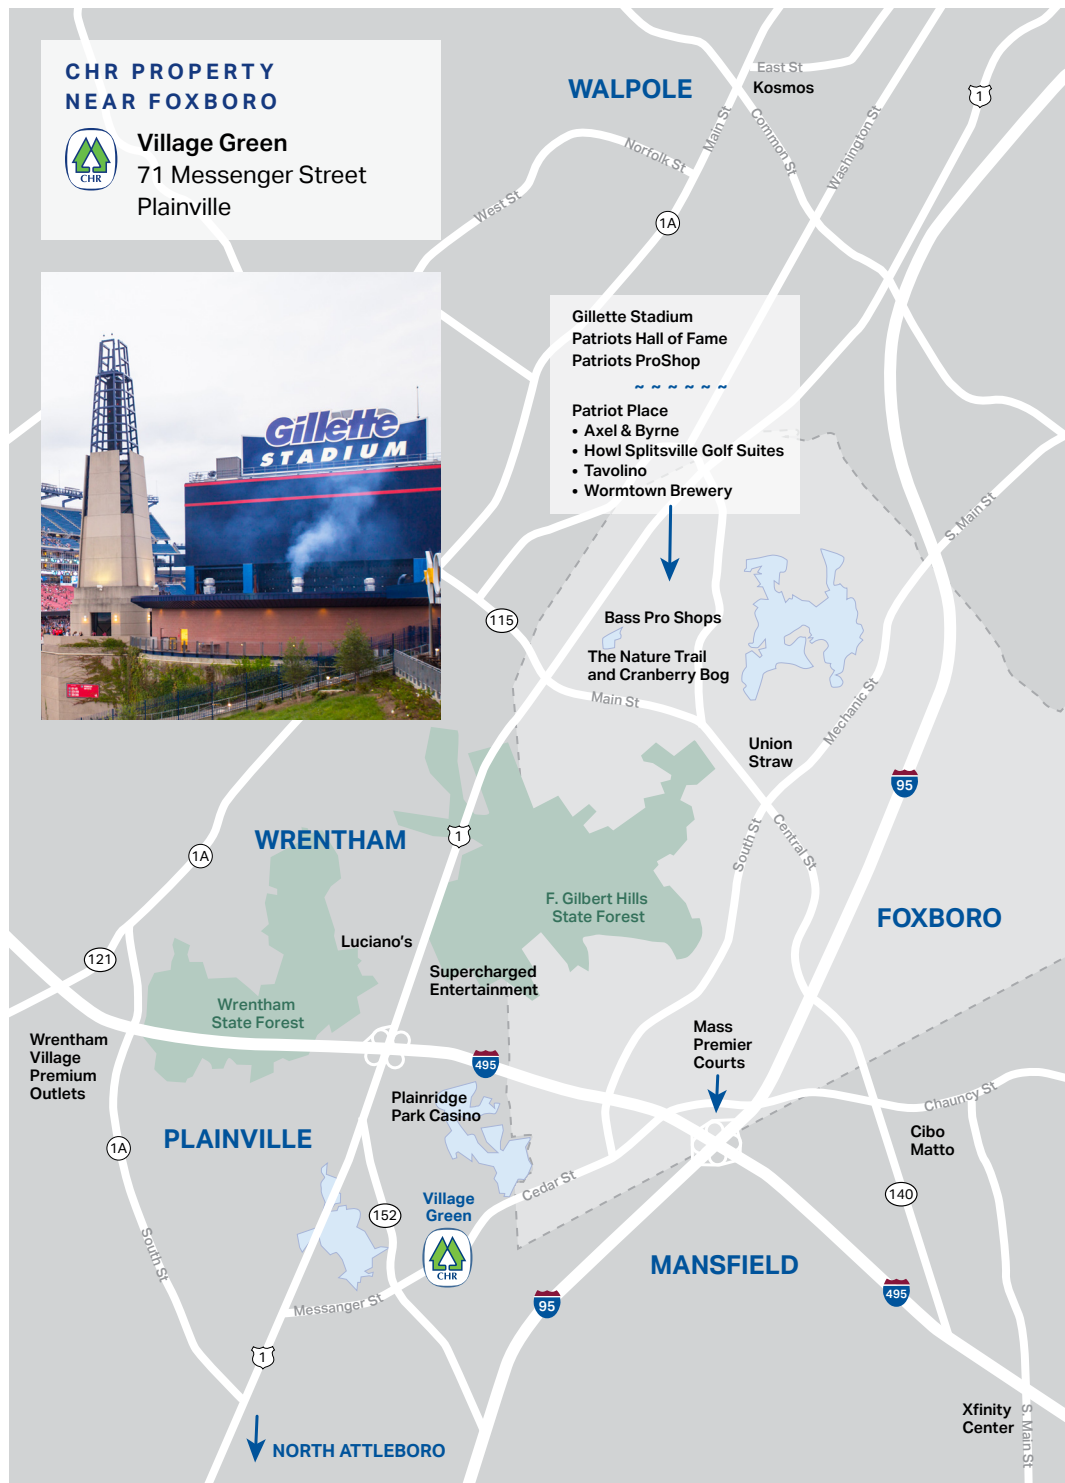 CHR PROPERTY
NEAR FOXBORO
CHR
Village Green
71 Messenger Street
Plainville
Gillette
STADIUM
WALPOLE
East St
Kosmos
1
Main St
Common St
Washington St
Norfolk St
West St
1A
Gillette Stadium
Patriots Hall of Fame
Patriots ProShop
~ ~ ~ ~ ~ ~
Patriot Place
• Axel & Byrne
• Howl Splitsville Golf Suites
• Tavolino
• Wormtown Brewery
S. Main St
115
Bass Pro Shops
The Nature Trail
and Cranberry Bog
Main St
Mechanic St
Union
Straw
95
WRENTHAM
1
1A
South St
Central St
F. Gilbert Hills
State Forest
FOXBORO
Luciano's
121
Supercharged
Entertainment
Wrentham
State Forest
Wrentham
Village
Premium
Outlets
Mass
Premier
Courts
495
Plainridge
Park Casino
Chauncy St
PLAINVILLE
1A
Cibo
Matto
Cedar St
140
Village
Green
CHR
152
South St
MANSFIELD
Messanger St
95
495
1
Xfinity
Center
S. Main St
NORTH ATTLEBORO